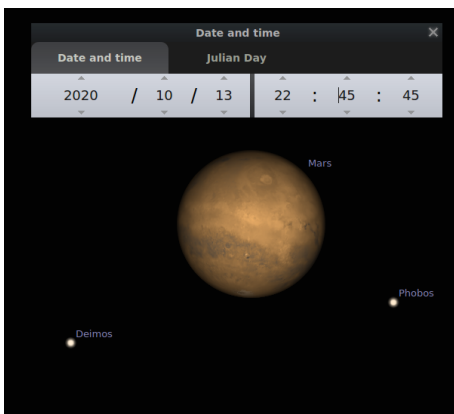 Date and time
Date and time Julian Day
2020 / 10 / 13 22 : 45 : 45
Mars
Phobos
Deimos